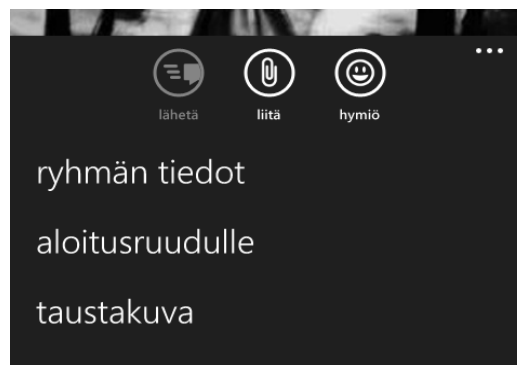 lähetä liitä hymiö
ryhmän tiedot
aloitusruudulle
taustakuva